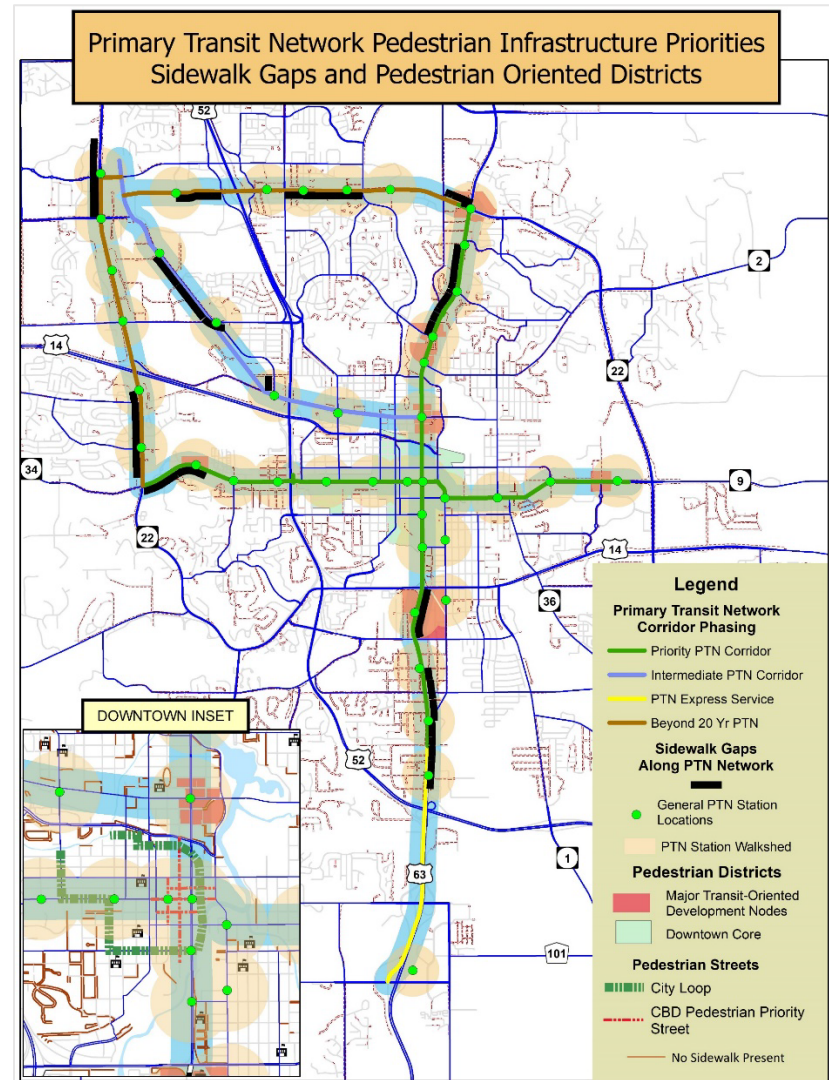 Primary Transit Network Pedestrian Infrastructure Priorities
Sidewalk Gaps and Pedestrian Oriented Districts
52
2
14
22
34
9
22
14
36
52
1
63
101
DOWNTOWN INSET
Legend
Primary Transit Network
Corridor Phasing
Priority PTN Corridor
Intermediate PTN Corridor
PTN Express Service
Beyond 20 Yr PTN
Sidewalk Gaps
Along PTN Network
General PTN Station
Locations
PTN Station Walkshed
Pedestrian Districts
Major Transit-Oriented
Development Nodes
Downtown Core
Pedestrian Streets
City Loop
CBD Pedestrian Priority
Street
No Sidewalk Present